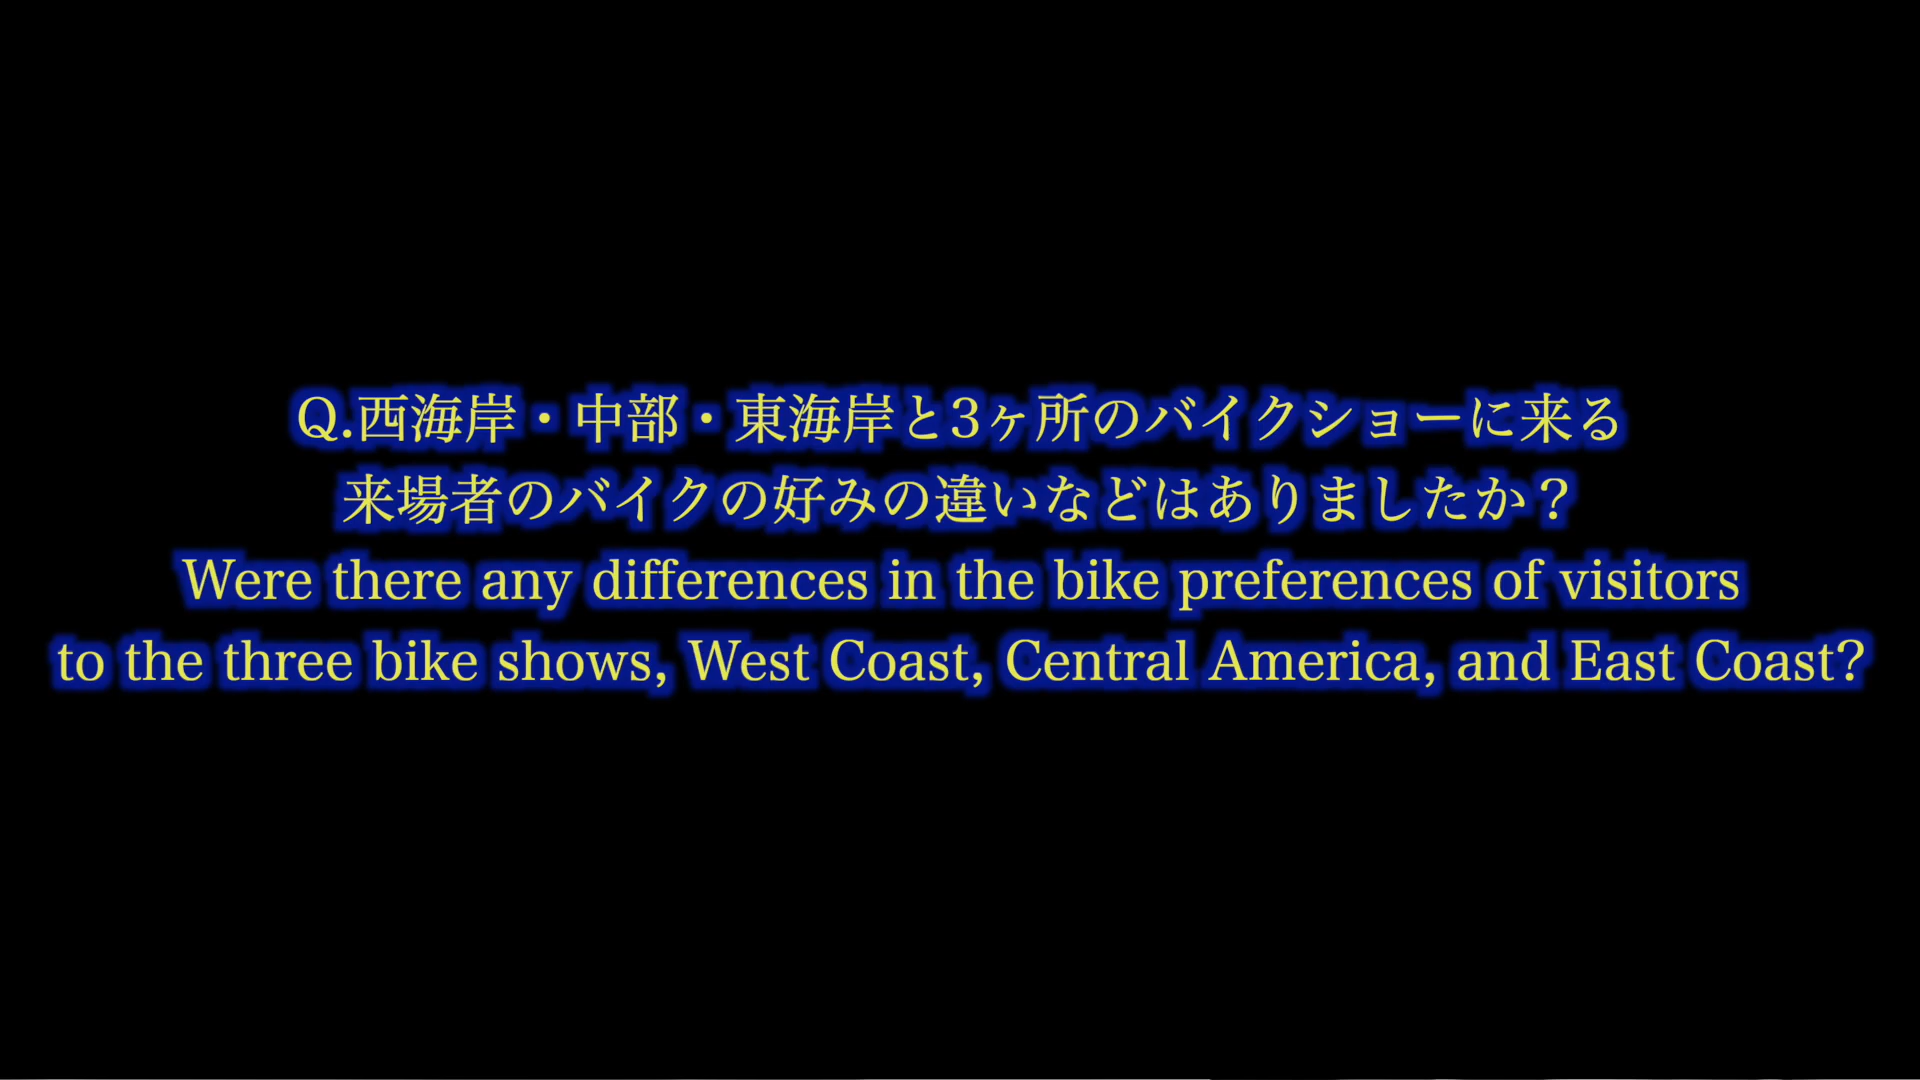 Q.西海岸・中部・東海岸と3ヶ所のバイクショーに来る
来場者のバイクの好みの違いなどはありましたか？
Were there any differences in the bike preferences of visitors
to the three bike shows, West Coast, Central America, and East Coast?